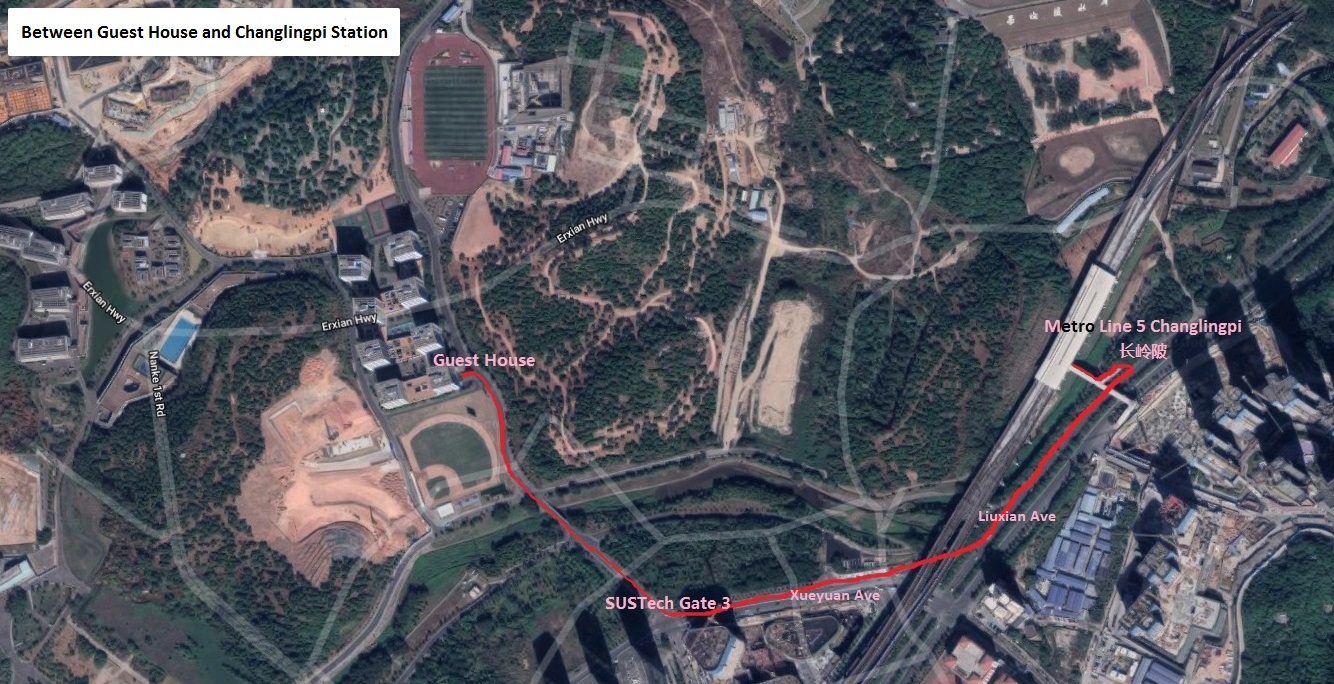 Between Guest House and Changlingpi Station
Erxian Hwy
Erxian Hwy
Erxian Hwy
Nanke 1st Rd
Guest House
Metro Line 5 Changlingpi
长岭陂
Liuxian Ave
Xueyuan Ave
SUSTech Gate 3